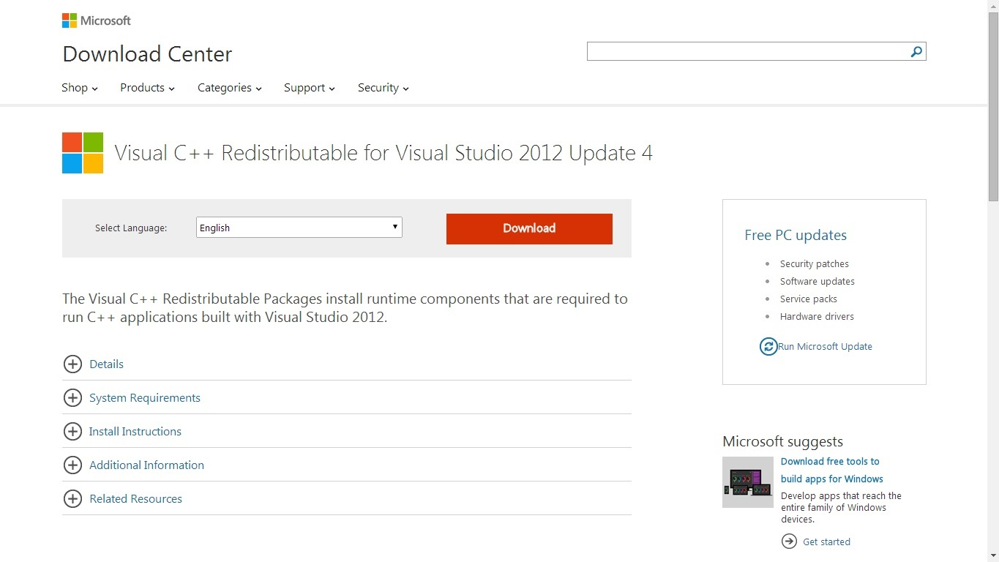 Microsoft
Download Center
Shop
Products
Categories
Support
Security
Visual C++ Redistributable for Visual Studio 2012 Update 4
Select Language:
English
Download
The Visual C++ Redistributable Packages install runtime components that are required to
run C++ applications built with Visual Studio 2012.
Details
System Requirements
Install Instructions
Additional Information
Related Resources
Free PC updates
Security patches
Software updates
Service packs
Hardware drivers
Run Microsoft Update
Microsoft suggests
Download free tools to
build apps for Windows
Develop apps that reach the
entire family of Windows
devices.
Get started